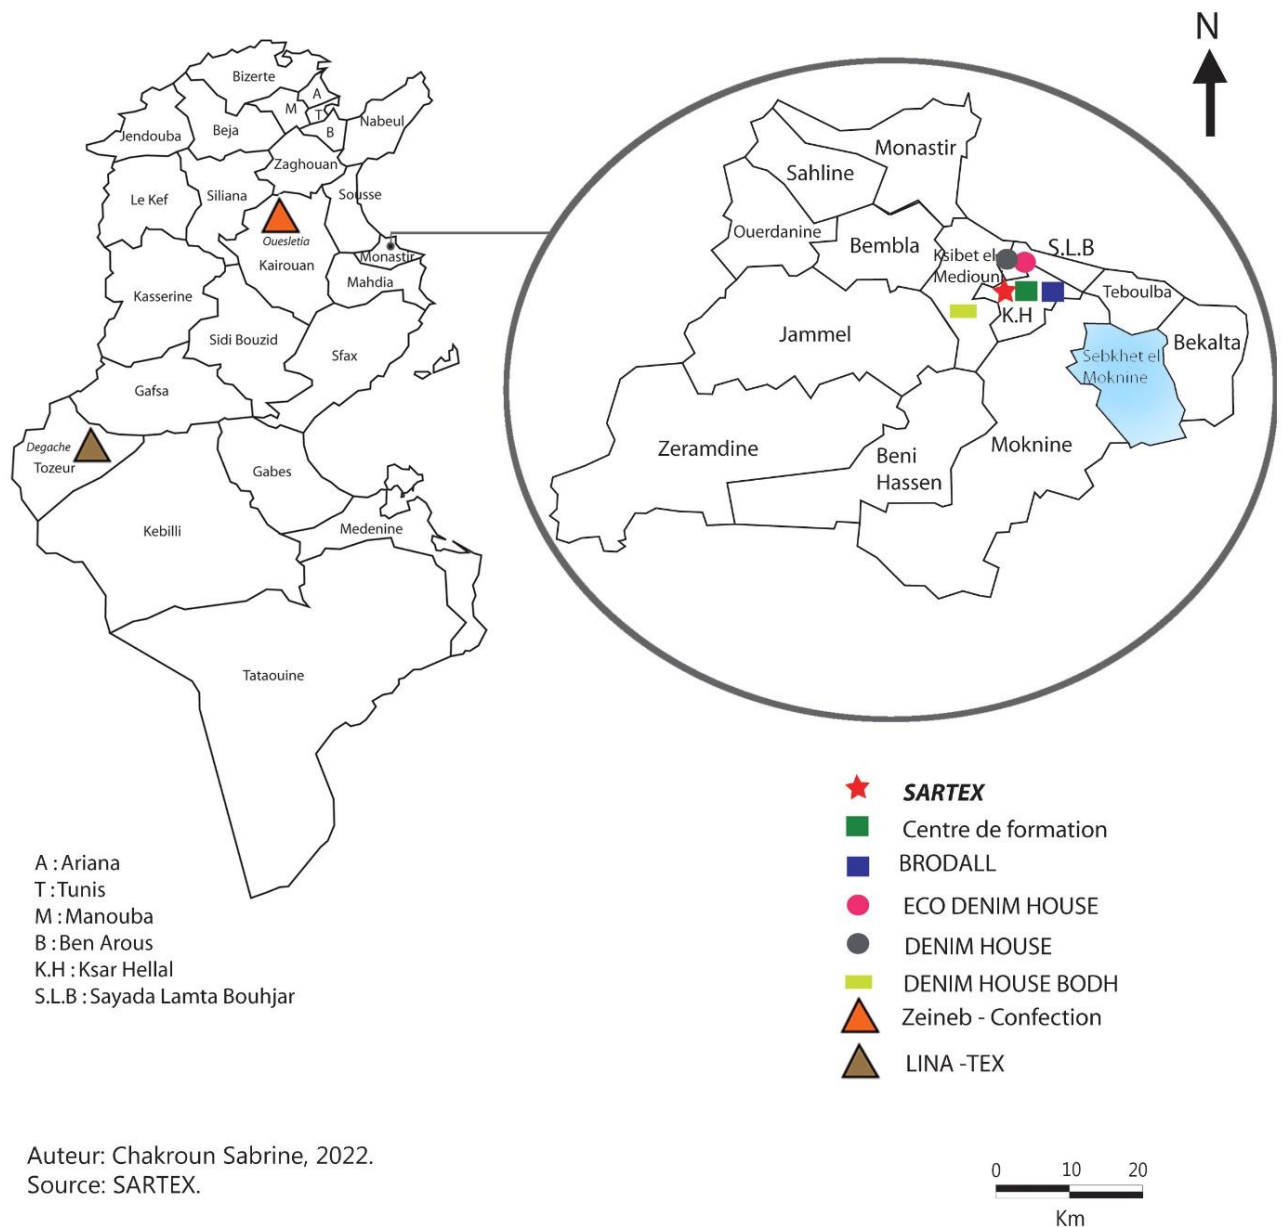 N
Bizerte
A
M
T
B
Nabeul
Jendouba
Beja
Zaghouan
Le Kef
Siliana
Sousse
Ouesletia
Kairouan
Monastir
Mahdia
Kasserine
Sidi Bouzid
Sfax
Gafsa
Degache
Tozeur
Gabes
Kebilli
Medenine
Tataouine
Monastir
Sahline
Ouerdanine
Bembla
Ksibet el
Mediouni
S.L.B
Teboulba
K.H
Jammel
Bekalta
Sebkhet el
Moknine
Zeramdine
Beni
Hassen
Moknine
SARTEX
Centre de formation
BRODALL
ECO DENIM HOUSE
DENIM HOUSE
DENIM HOUSE BODH
Zeineb - Confection
LINA -TEX
A : Ariana
T : Tunis
M : Manouba
B : Ben Arous
K.H : Ksar Hellal
S.L.B : Sayada Lamta Bouhjar
Auteur: Chakroun Sabrine, 2022.
Source: SARTEX.
0 10 20
Km